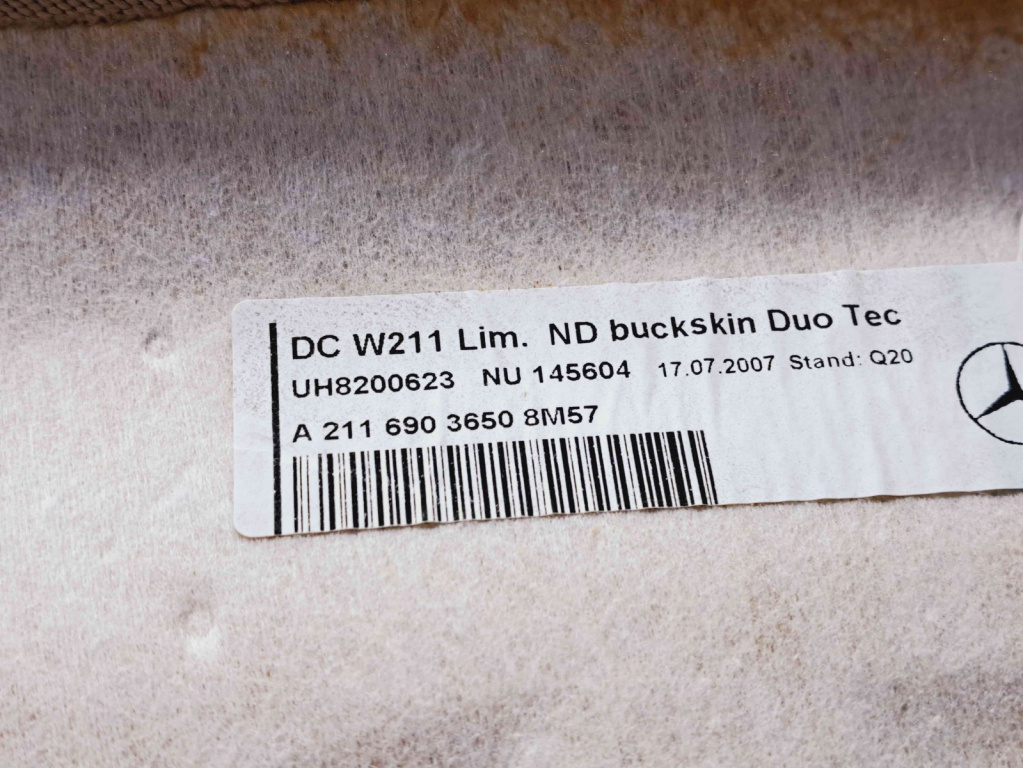 DC W211 Lim. ND buckskin Duo Tec
UH8200623 NU 145604 17.07.2007 Stand: Q20
A 211 690 3650 8M57